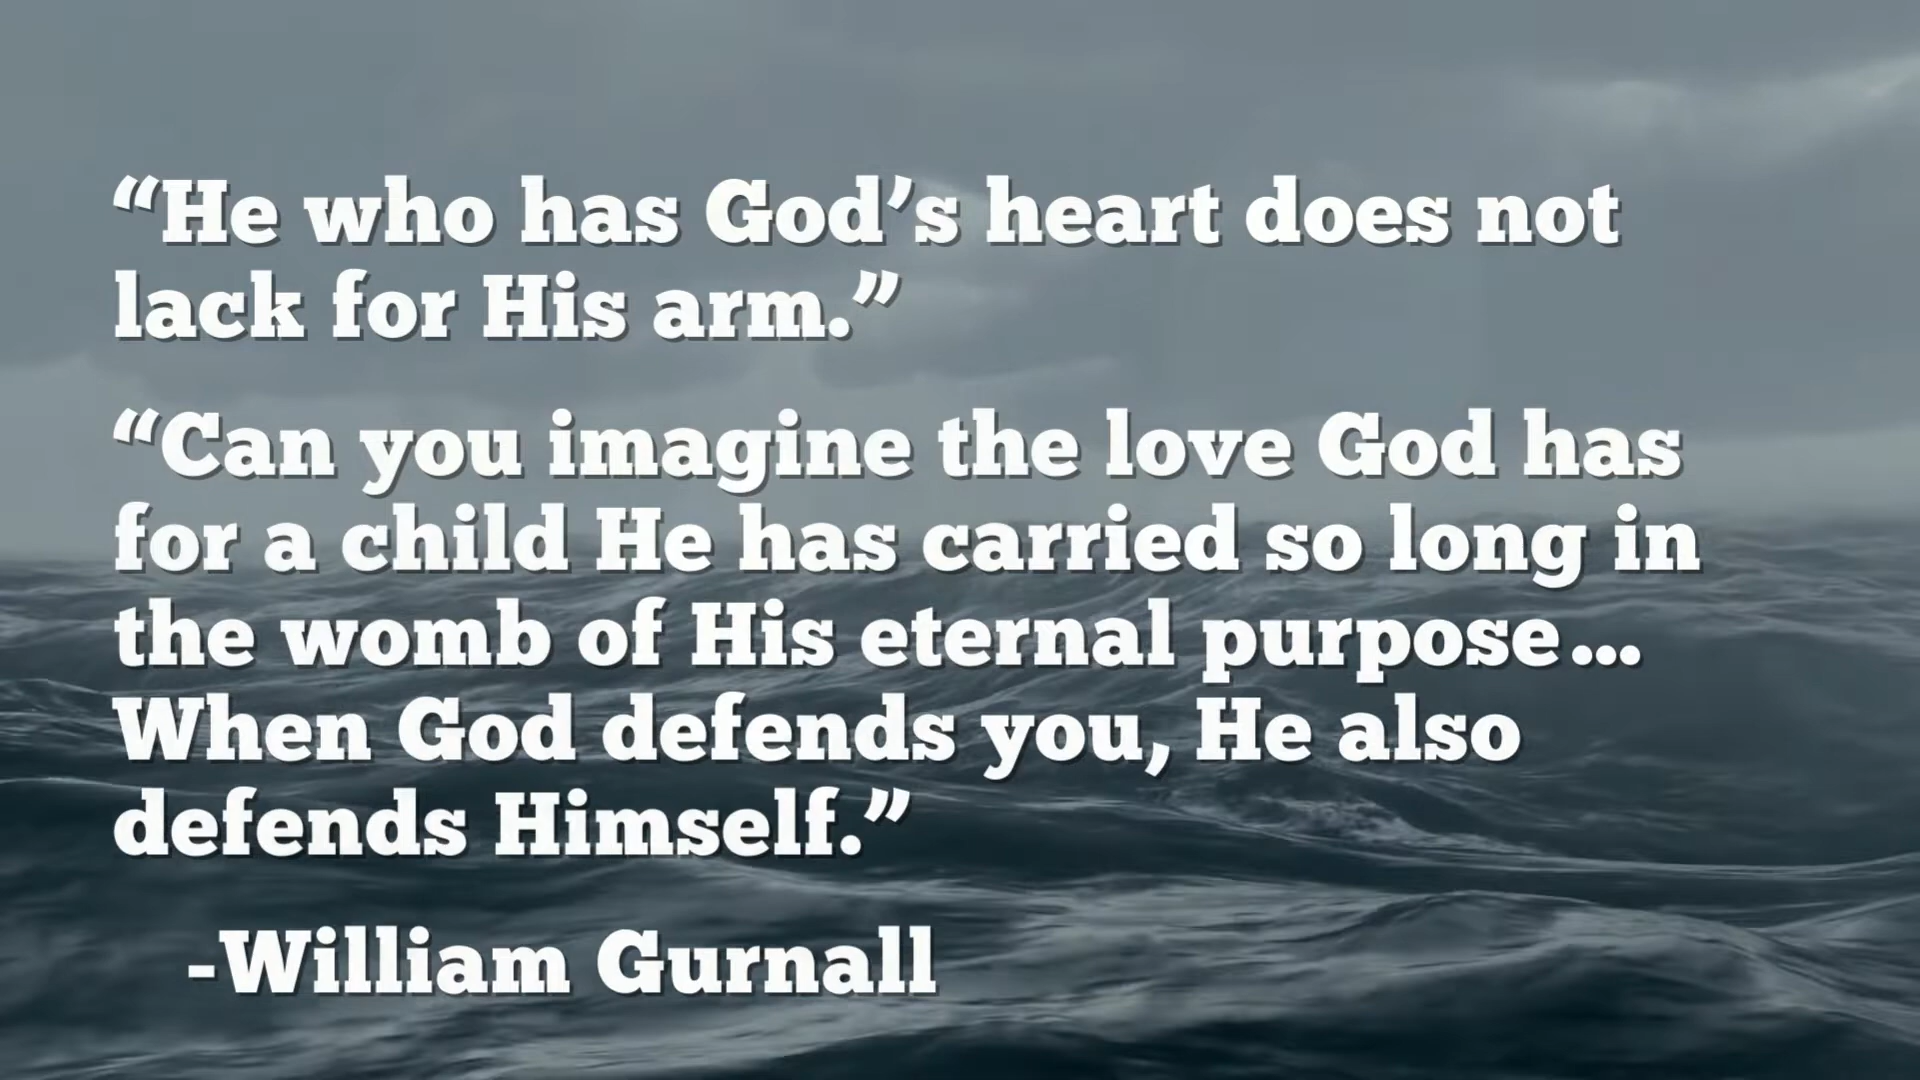 “He who has God’s heart does not
lack for His arm.”
“Can you imagine the love God has
for a child He has carried so long in
the womb of His eternal purpose...
When God defends you, He also
defends Himself.”
-William Gurnall